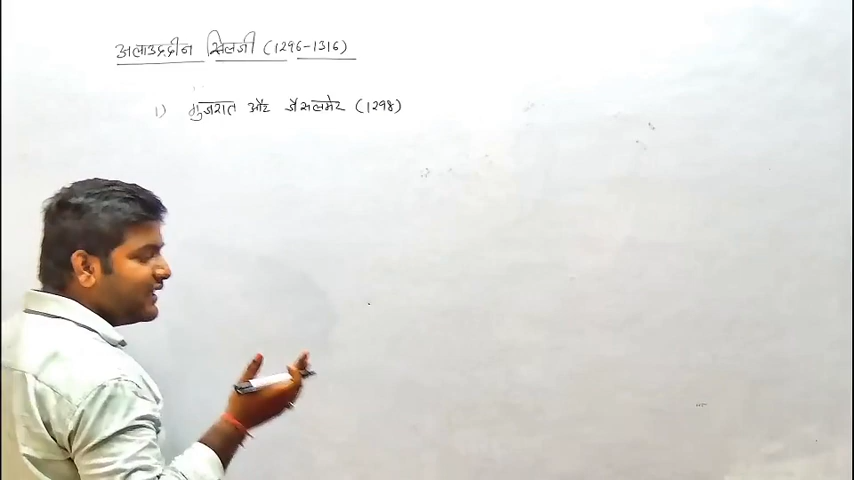 अलाउद्दीन खिलजी (1296-1316)
1) गुजरात और जैसलमेर (1298)